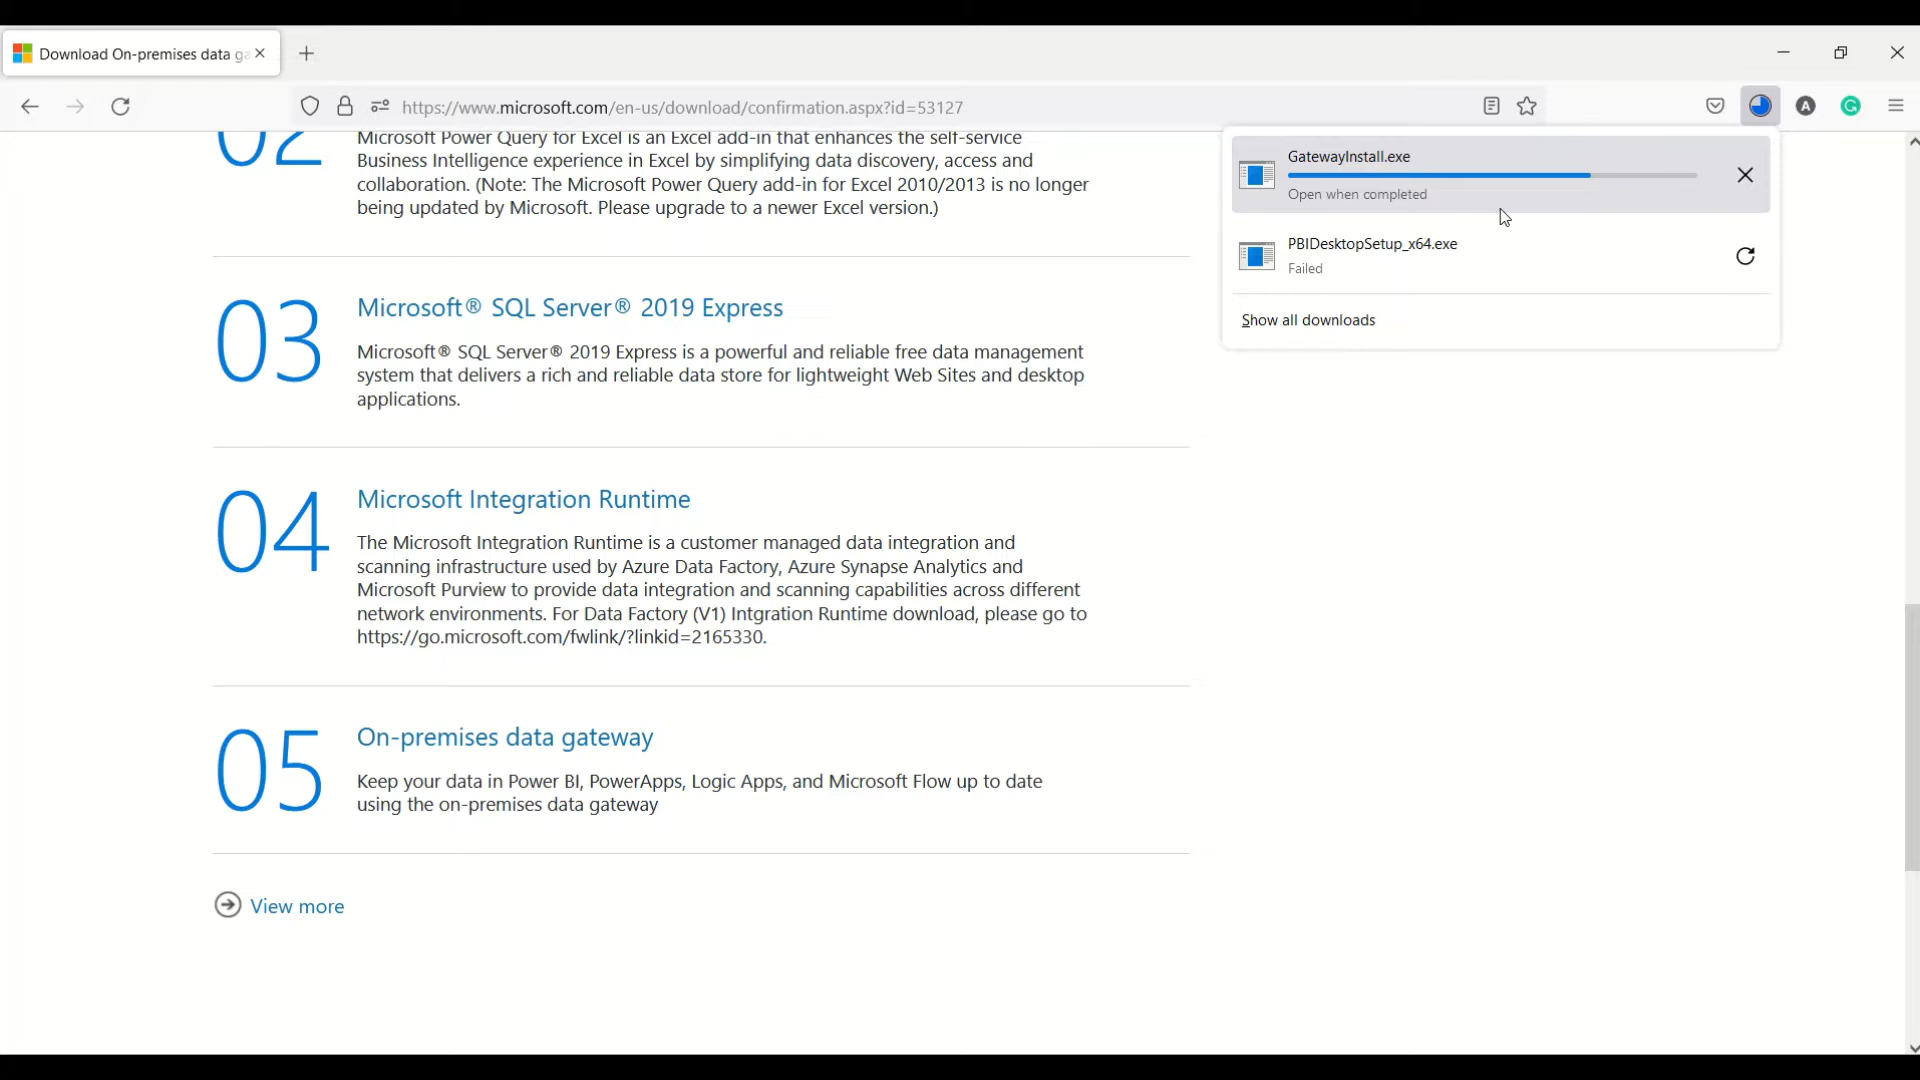 Download On-premises data ga
https://www.microsoft.com/en-us/download/confirmation.aspx?id=53127
A
G
GatewayInstall.exe
Open when completed
PBIDesktopSetup_x64.exe
Failed
Show all downloads
02
Microsoft Power Query for Excel is an Excel add-in that enhances the self-service
Business Intelligence experience in Excel by simplifying data discovery, access and
collaboration. (Note: The Microsoft Power Query add-in for Excel 2010/2013 is no longer
being updated by Microsoft. Please upgrade to a newer Excel version.)
03
Microsoft® SQL Server® 2019 Express
Microsoft® SQL Server® 2019 Express is a powerful and reliable free data management
system that delivers a rich and reliable data store for lightweight Web Sites and desktop
applications.
04
Microsoft Integration Runtime
The Microsoft Integration Runtime is a customer managed data integration and
scanning infrastructure used by Azure Data Factory, Azure Synapse Analytics and
Microsoft Purview to provide data integration and scanning capabilities across different
network environments. For Data Factory (V1) Intgration Runtime download, please go to
https://go.microsoft.com/fwlink/?linkid=2165330.
05
On-premises data gateway
Keep your data in Power BI, PowerApps, Logic Apps, and Microsoft Flow up to date
using the on-premises data gateway
View more